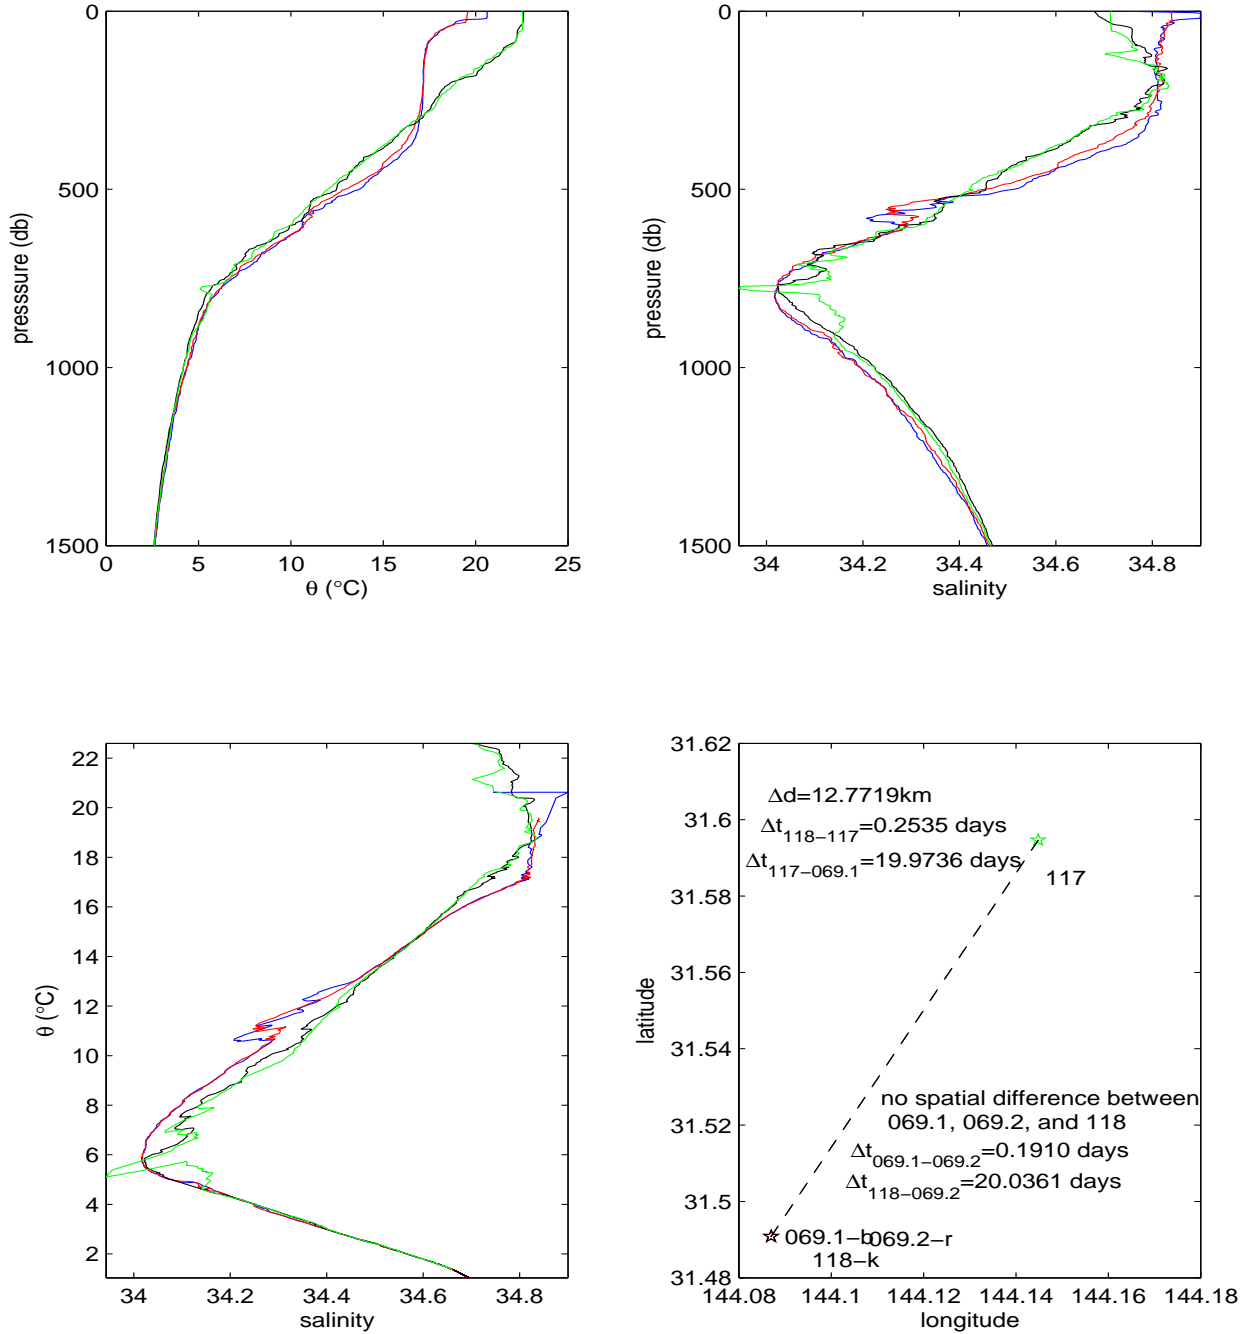 0
500
1000
1500
0
5
10
15
20
25
presssure (db)
θ (°C)
0
500
1000
1500
34
34.2
34.4
34.6
34.8
pressure (db)
salinity
22
20
18
16
14
12
10
8
6
4
2
34
34.2
34.4
34.6
34.8
θ (°C)
salinity
31.62
31.6
31.58
31.56
31.54
31.52
31.5
31.48
144.08
144.1
144.12
144.14
144.16
144.18
latitude
longitude
Δd=12.7719km
Δt118−117=0.2535 days
Δt117−069.1=19.9736 days
117
no spatial difference between
069.1, 069.2, and 118
Δt069.1−069.2=0.1910 days
Δt118−069.2=20.0361 days
069.1−b
069.2−r
118−k